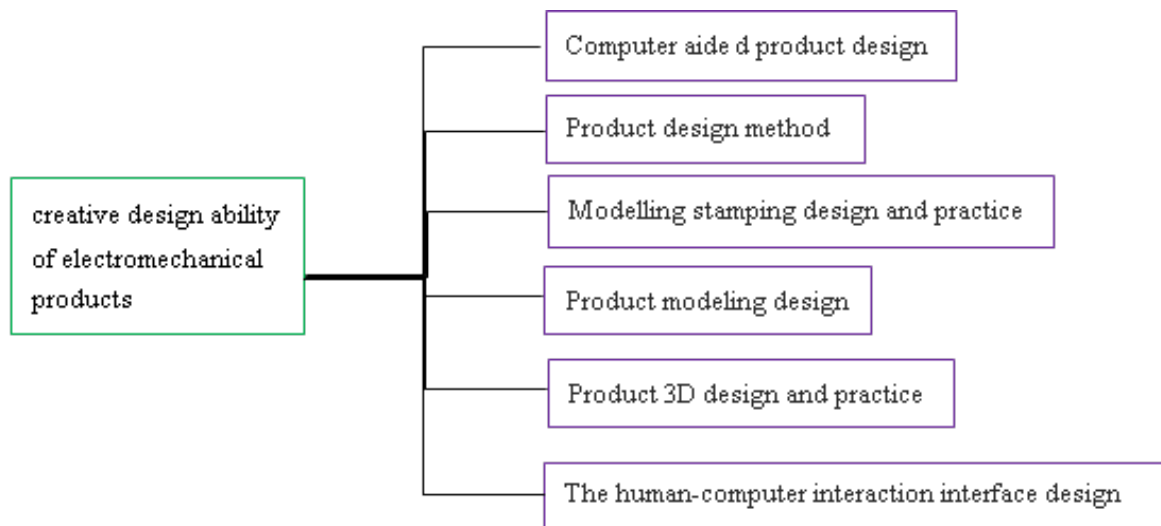 Computer aide d product design
Product design method
creative design ability
of electromechanical
products
Modelling stamping design and practice
Product modeling design
Product 3D design and practice
The human-computer interaction interface design